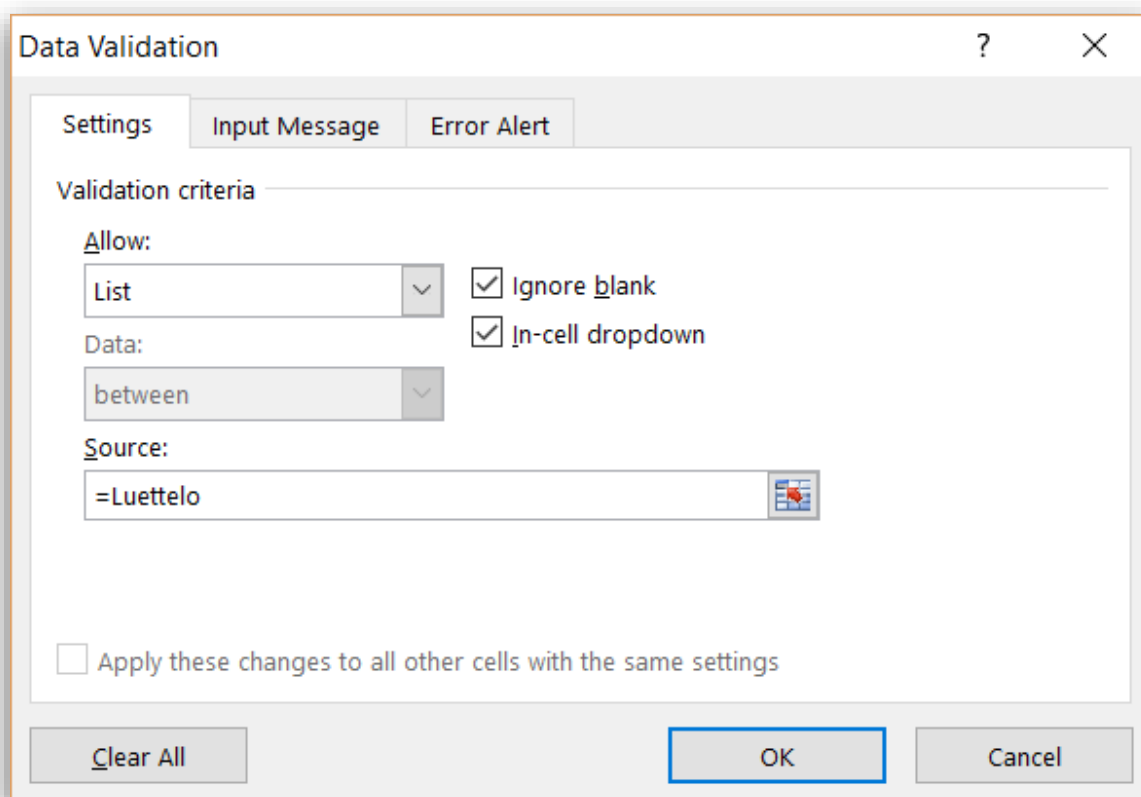 Data Validation ?
Settings Input Message Error Alert
Validation criteria
Allow:
List Ignore blank
In-cell dropdown
Data:
between
Source:
=Luettelo
Apply these changes to all other cells with the same settings
Clear All OK Cancel